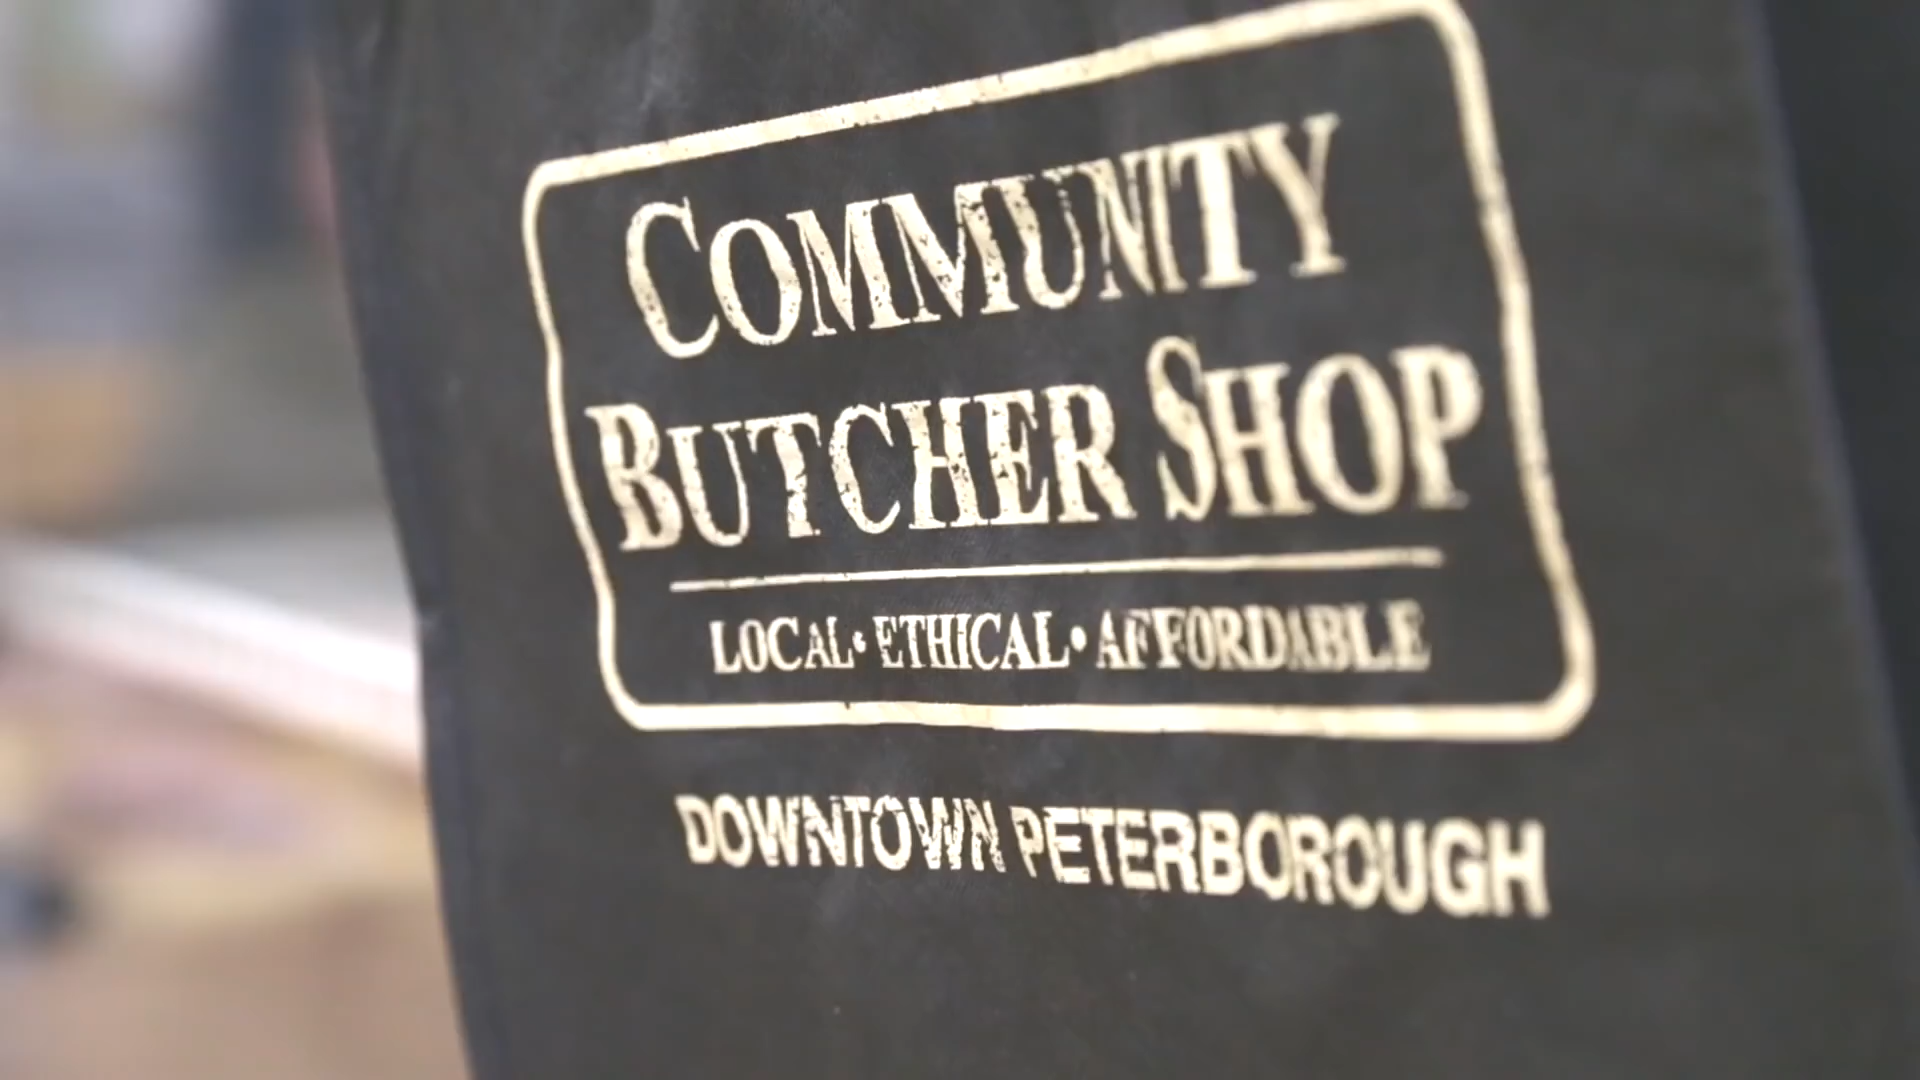 COMMUNITY
BUTCHER SHOP
LOCAL • ETHICAL • AFFORDABLE
DOWNTOWN PETERBOROUGH